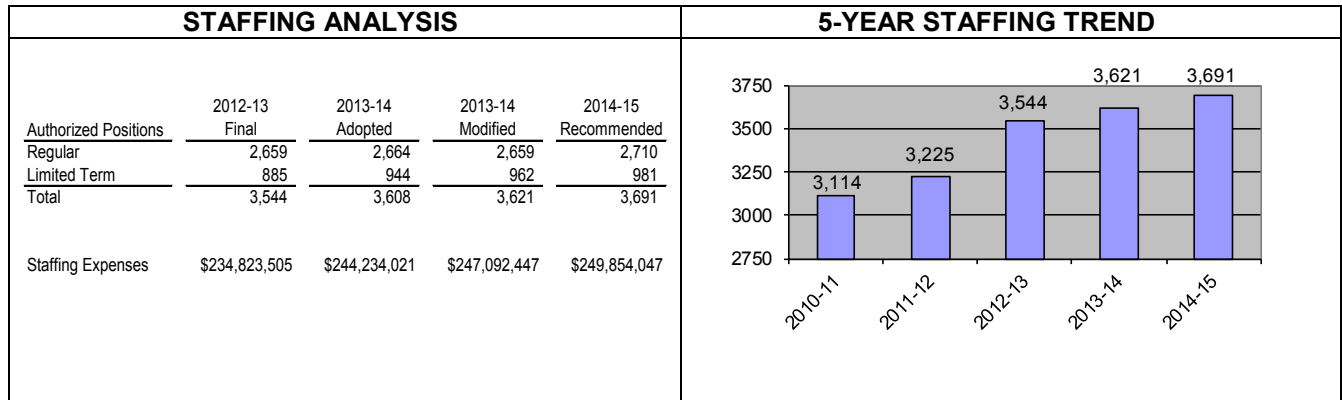 STAFFING ANALYSIS
5-YEAR STAFFING TREND
2012-13 2013-14 2013-14 2014-15
Authorized Positions Final Adopted Modified Recommended
Regular 2,659 2,664 2,659 2,710
Limited Term 885 944 962 981
Total 3,544 3,608 3,621 3,691
Staffing Expenses $234,823,505 $244,234,021 $247,092,447 $249,854,047
3,621 3,691
3750
3,544
3500
3,225
3250
3,114
3000
2750
2010-11 2011-12 2012-13 2013-14 2014-15